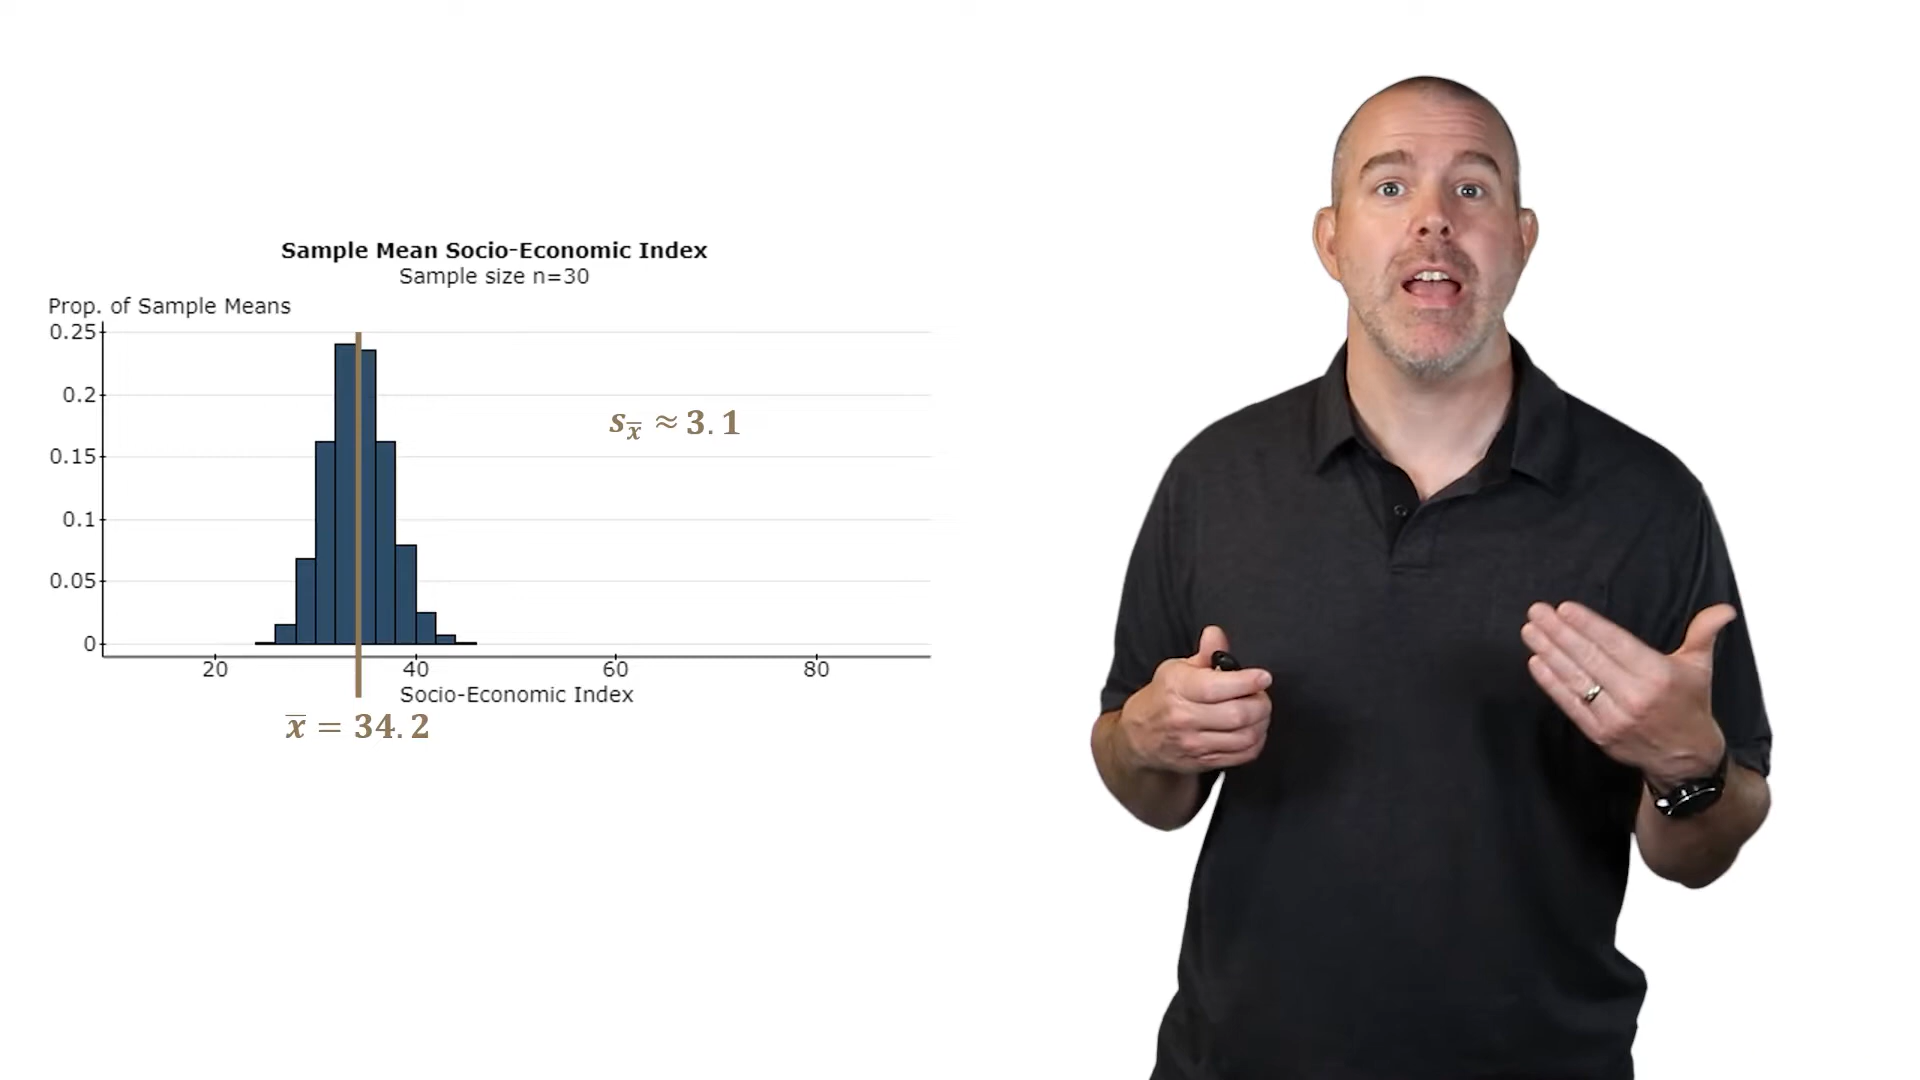 Sample Mean Socio-Economic Index
Sample size n=30
Prop. of Sample Means
0.25
0.2
0.15
0.1
0.05
0
20 40 60 80
Socio-Economic Index
s_x̅ ≈ 3.1
x̅ = 34.2